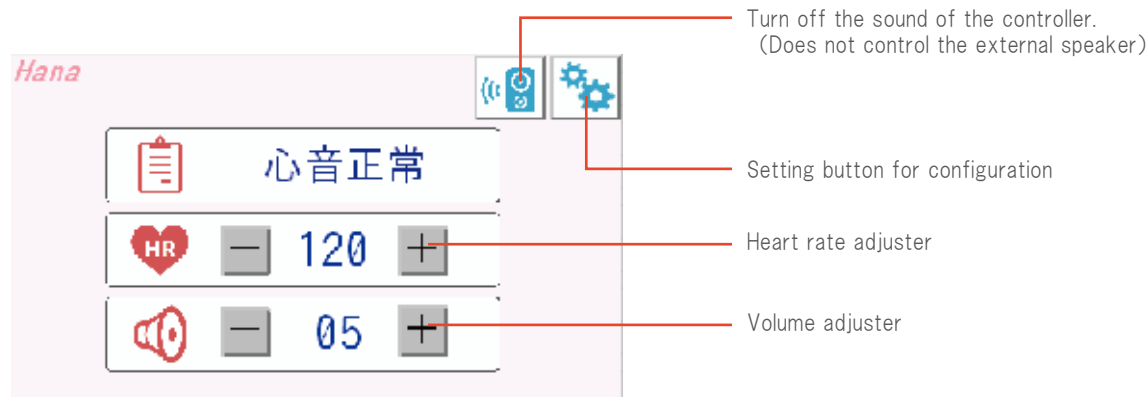 Turn off the sound of the controller.
(Does not control the external speaker)
Hana
心音正常
Setting button for configuration
HR － 120 ＋
Heart rate adjuster
－ 05 ＋
Volume adjuster